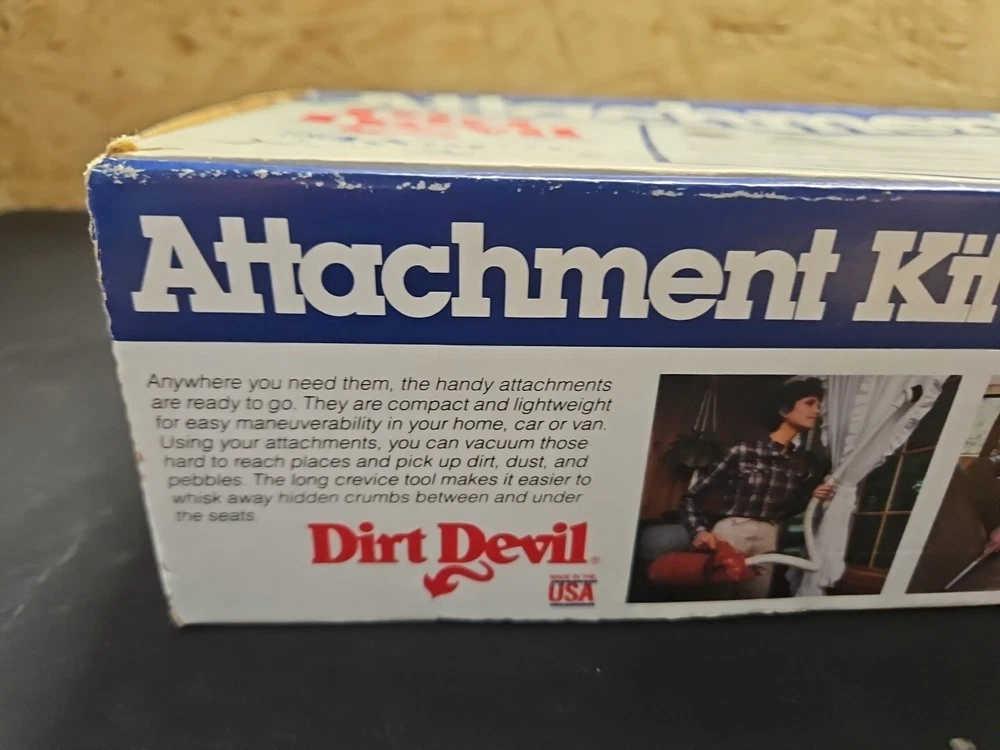 Attachment Kit
Anywhere you need them, the handy attachments
are ready to go. They are compact and lightweight
for easy maneuverability in your home, car or van.
Using your attachments, you can vacuum those
hard to reach places and pick up dirt, dust, and
pebbles. The long crevice tool makes it easier to
whisk away hidden crumbs between and under
the seats.
Dirt Devil®
MADE IN THE
USA